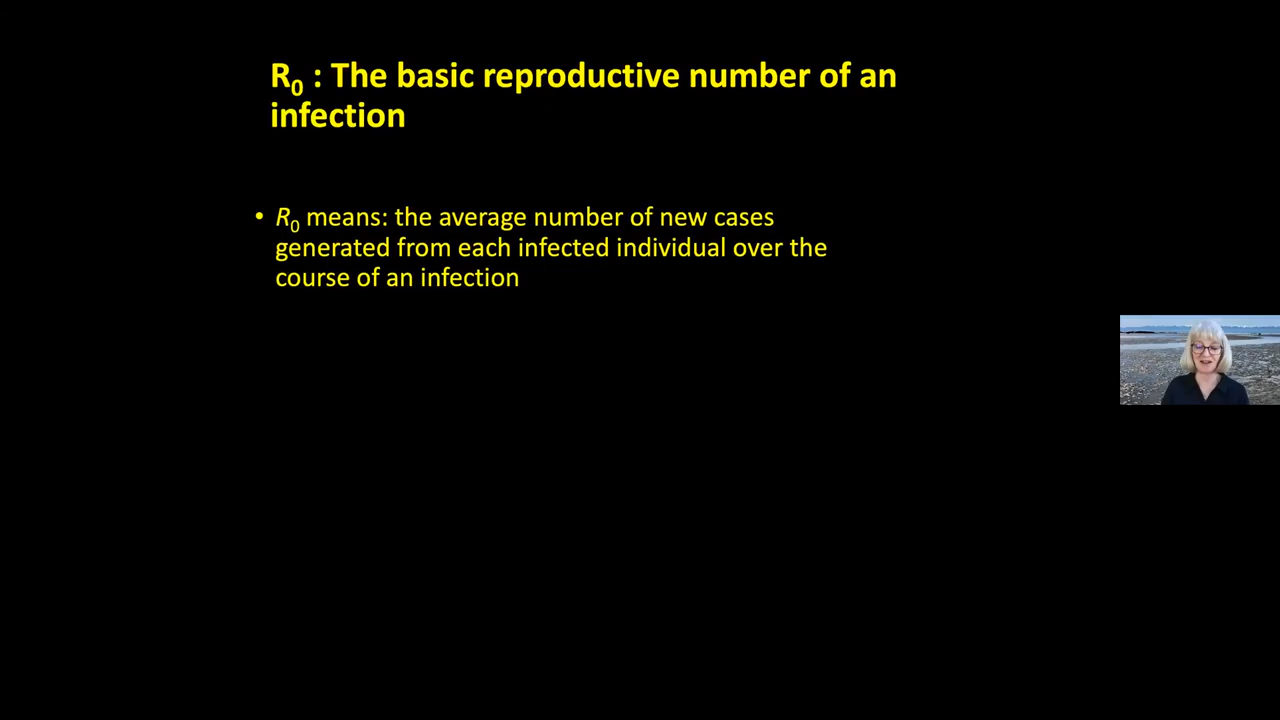 R0 : The basic reproductive number of an
infection
• R0 means: the average number of new cases
generated from each infected individual over the
course of an infection